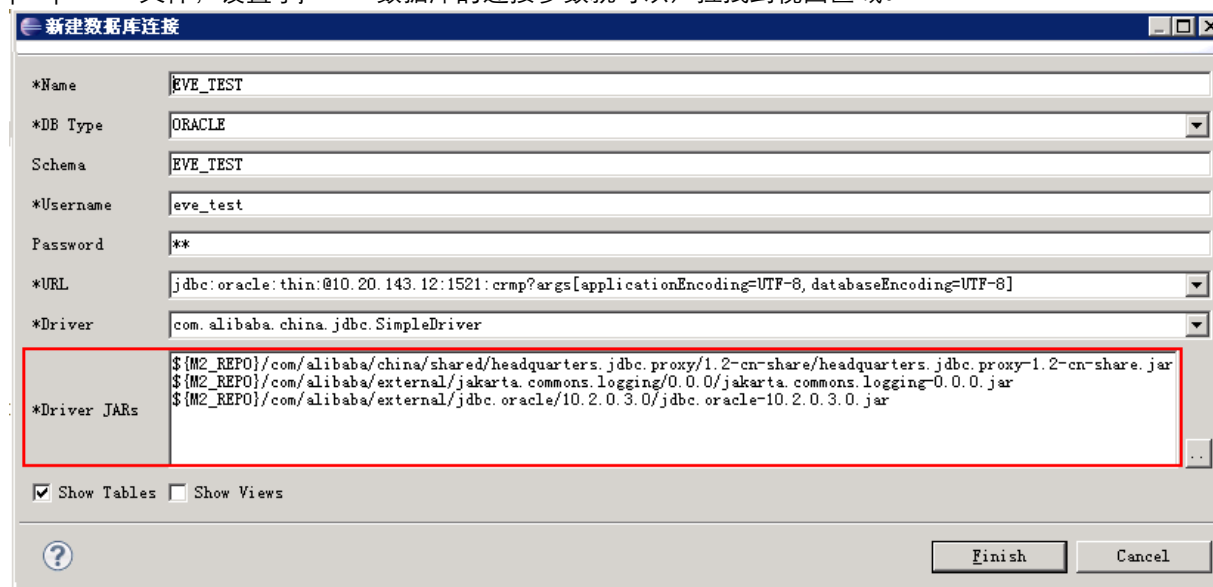 新建数据库连接
*Name EVE_TEST
*DB Type ORACLE
Schema EVE_TEST
*Username eve_test
Password **
*URL jdbc:oracle:thin:@10.20.143.12:1521:crmp?args[applicationEncoding=UTF-8,databaseEncoding=UTF-8]
*Driver com.alibaba.china.jdbc.SimpleDriver
${M2_REPO}/com/alibaba/china/shared/headquarters.jdbc.proxy/1.2-cn-share/headquarters.jdbc.proxy-1.2-cn-share.jar
${M2_REPO}/com/alibaba/external/jakarta.commons.logging/0.0.0/jakarta.commons.logging-0.0.0.jar
*Driver JARs ${M2_REPO}/com/alibaba/external/jdbc.oracle/10.2.0.3.0/jdbc.oracle-10.2.0.3.0.jar
..
Show Tables Show Views
? Finish Cancel